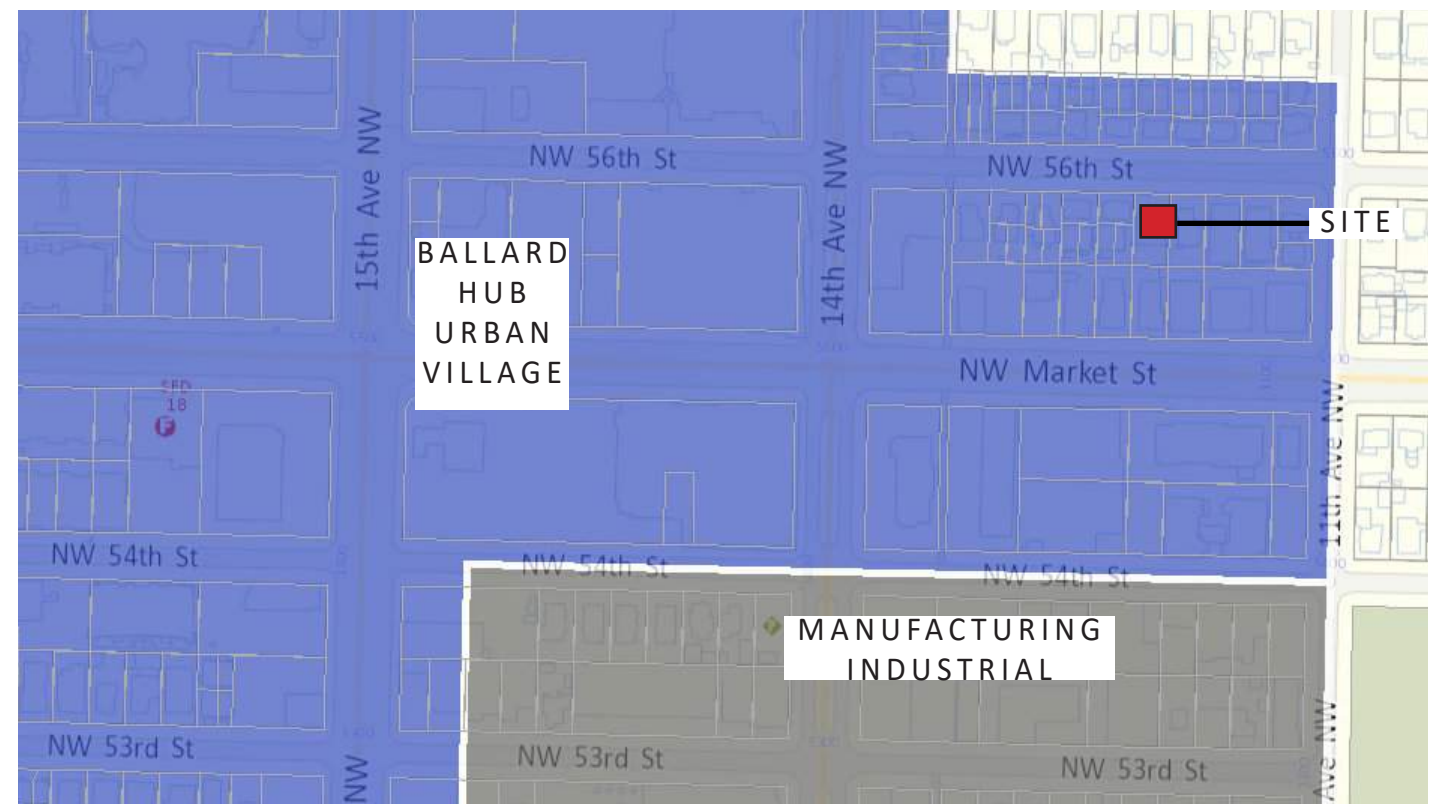 NW 56th St
NW 56th St
15th Ave NW
14th Ave NW
SITE
BALLARD
HUB
URBAN
VILLAGE
NW Market St
SFD
18
F
11th Ave NW
NW 54th St
NW 54th St
NW 54th St
MANUFACTURING
INDUSTRIAL
NW 53rd St
NW 53rd St
NW 53rd St
NW
Ave NW